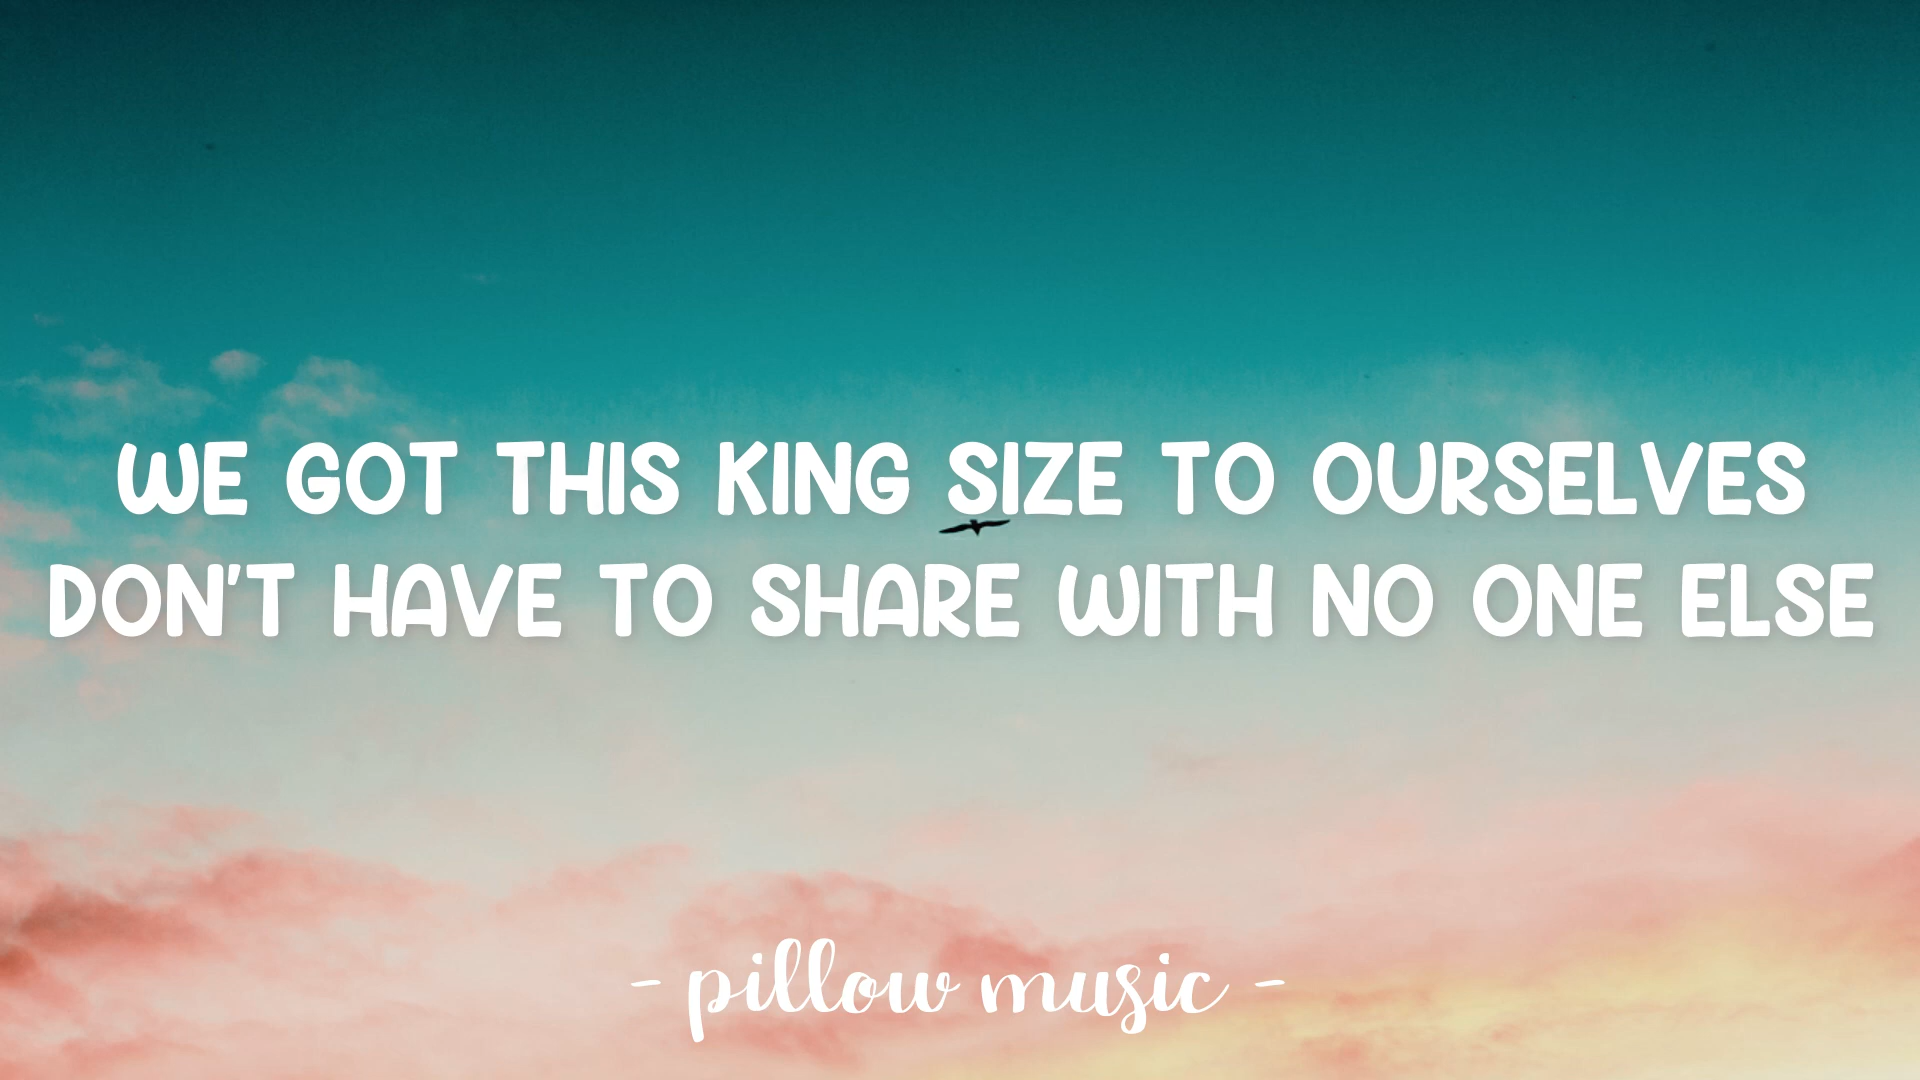 WE GOT THIS KING SIZE TO OURSELVES
DON'T HAVE TO SHARE WITH NO ONE ELSE
- pillow music -